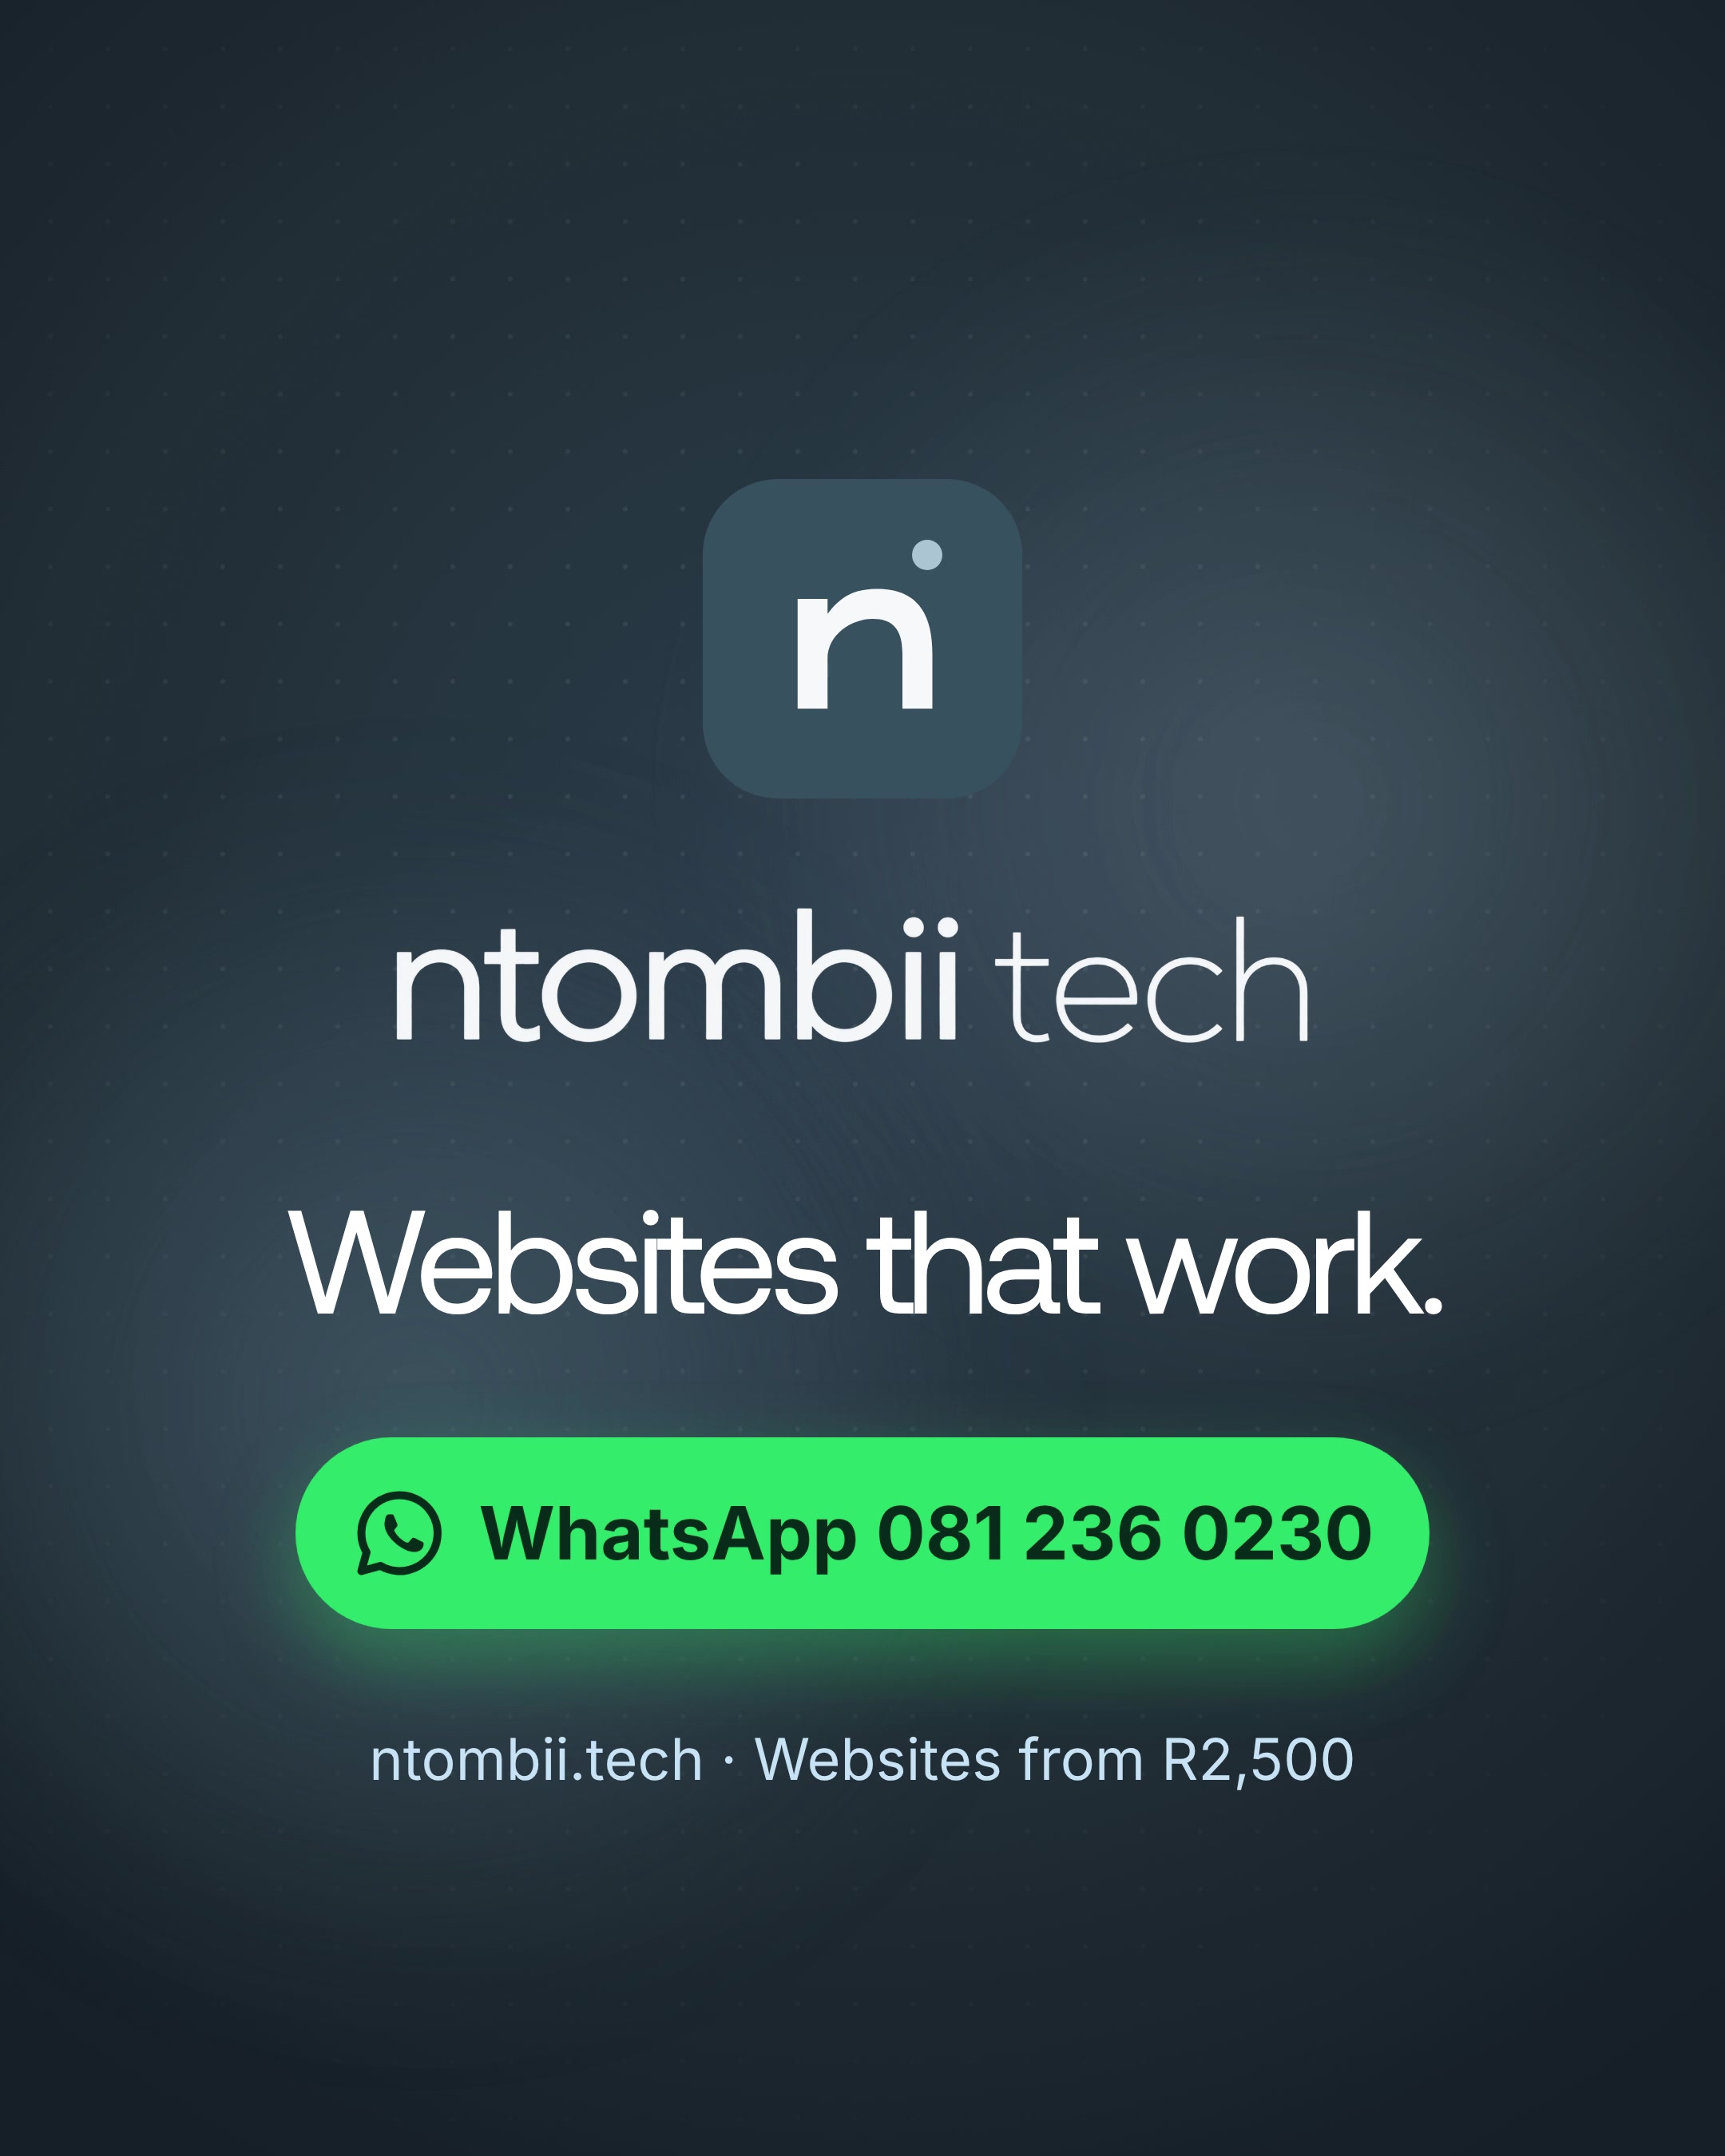 n
ntombii tech
Websites that work.
WhatsApp 081 236 0230
ntombii.tech · Websites from R2,500